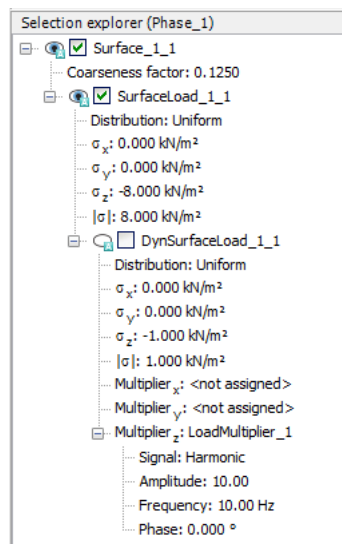 Selection explorer (Phase_1)
Surface_1_1
Coarseness factor: 0.1250
SurfaceLoad_1_1
Distribution: Uniform
σx: 0.000 kN/m²
σy: 0.000 kN/m²
σz: -8.000 kN/m²
|σ|: 8.000 kN/m²
DynSurfaceLoad_1_1
Distribution: Uniform
σx: 0.000 kN/m²
σy: 0.000 kN/m²
σz: -1.000 kN/m²
|σ|: 1.000 kN/m²
Multiplierx: <not assigned>
Multipliery: <not assigned>
Multiplierz: LoadMultiplier_1
Signal: Harmonic
Amplitude: 10.00
Frequency: 10.00 Hz
Phase: 0.000 °